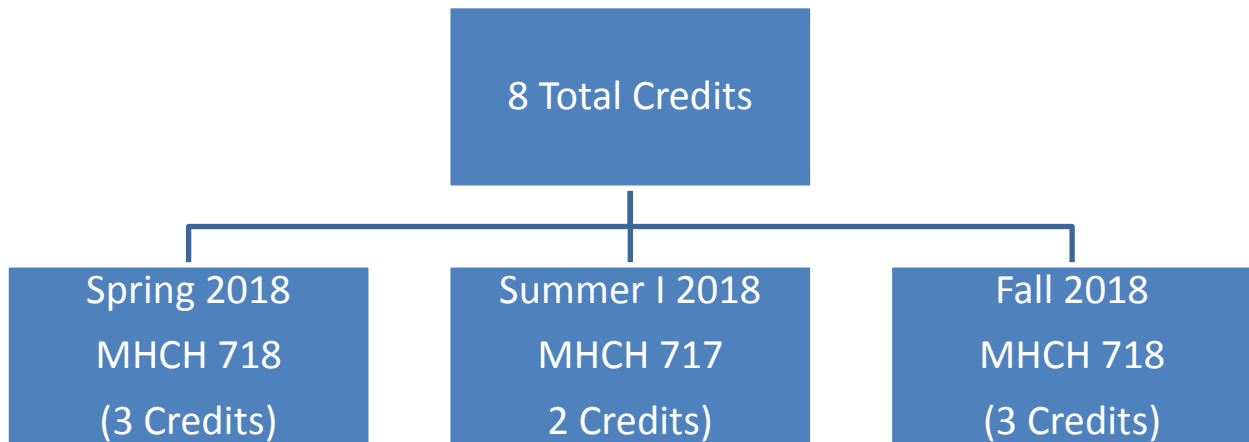 8 Total Credits
Spring 2018
MHCH 718
(3 Credits)
Summer I 2018
MHCH 717
2 Credits)
Fall 2018
MHCH 718
(3 Credits)